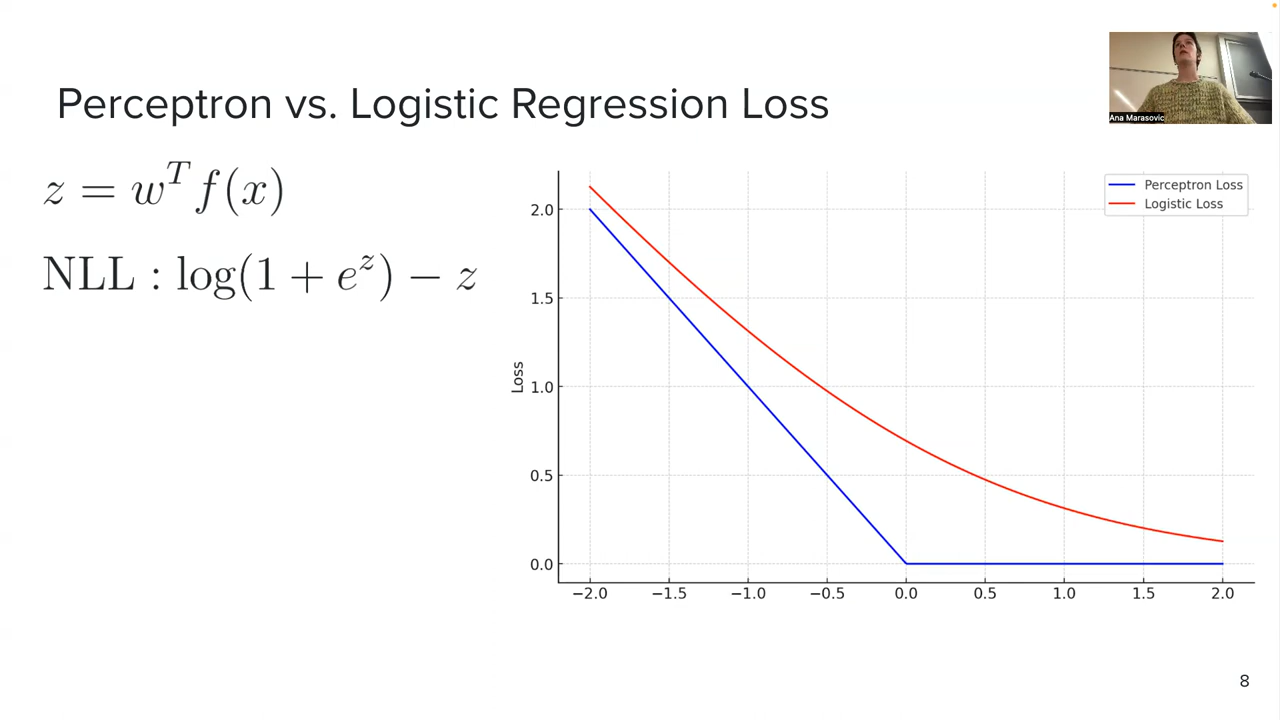 Ana Marasovic
Perceptron vs. Logistic Regression Loss
z = w^T f(x)
NLL : log(1 + e^z) − z
Perceptron Loss
Logistic Loss
Loss
2.0
1.5
1.0
0.5
0.0
−2.0 −1.5 −1.0 −0.5 0.0 0.5 1.0 1.5 2.0
8